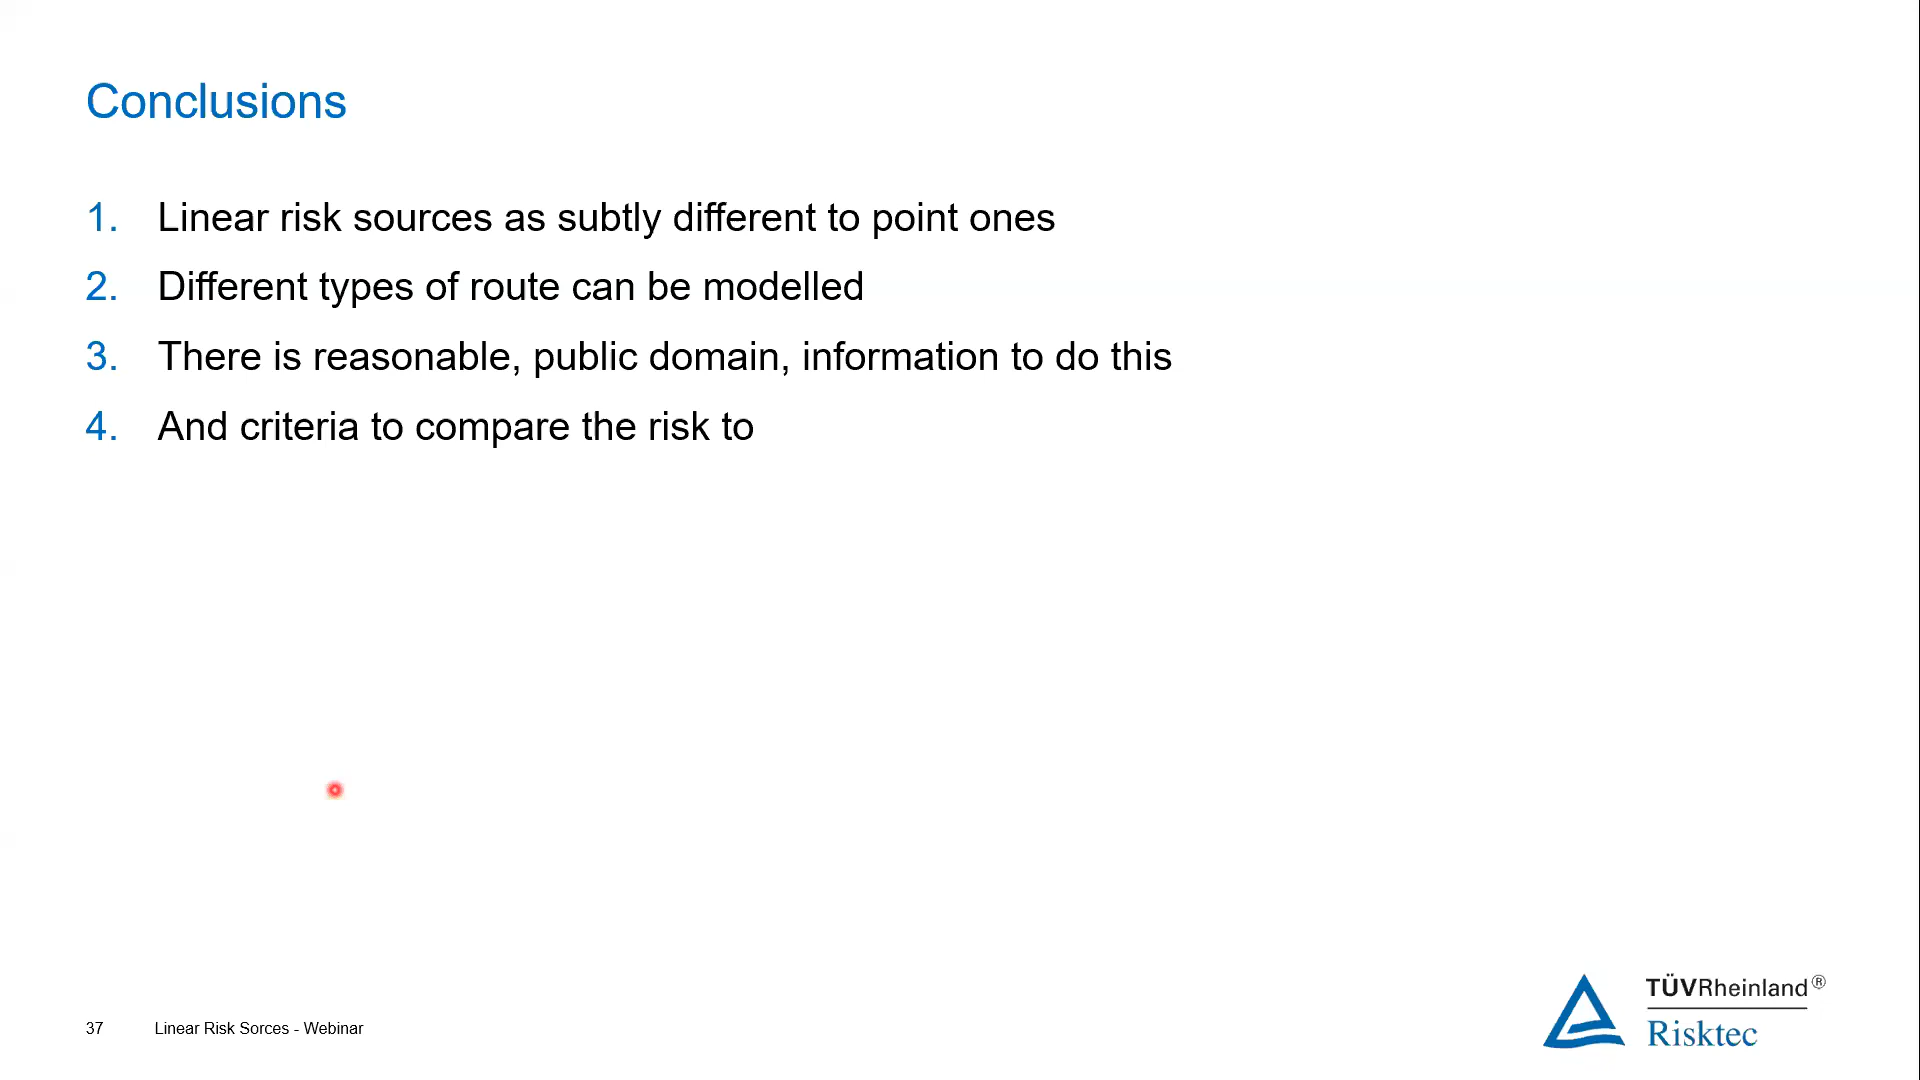 Conclusions
1. Linear risk sources as subtly different to point ones
2. Different types of route can be modelled
3. There is reasonable, public domain, information to do this
4. And criteria to compare the risk to
37 Linear Risk Sorces - Webinar
TÜVRheinland®
Risktec